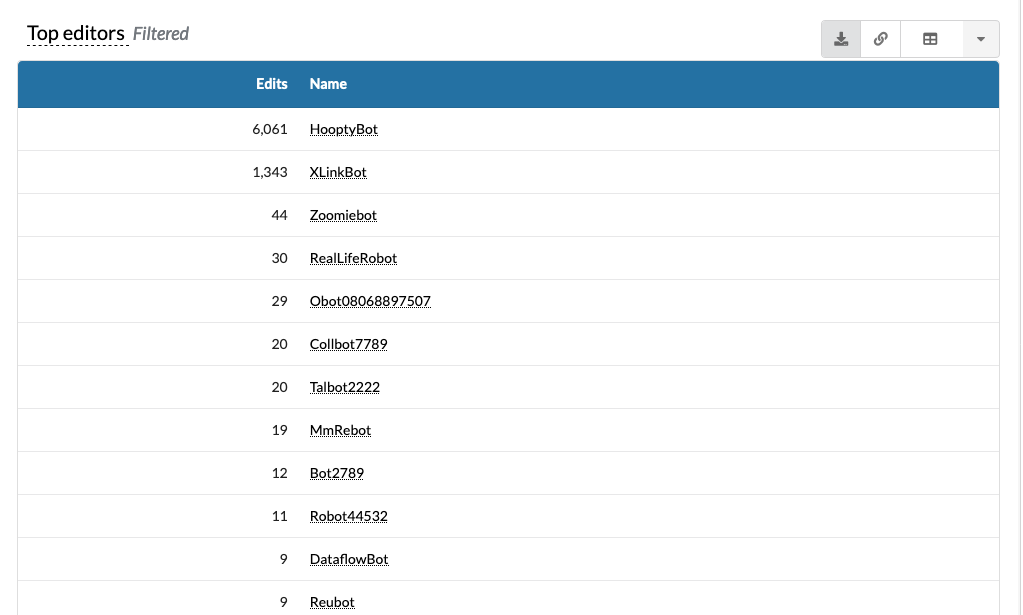 Top editors Filtered
Edits Name
6,061 HooptyBot
1,343 XLinkBot
44 Zoomiebot
30 RealLifeRobot
29 Obot08068897507
20 Collbot7789
20 Talbot2222
19 MmRebot
12 Bot2789
11 Robot44532
9 DataflowBot
9 Reubot